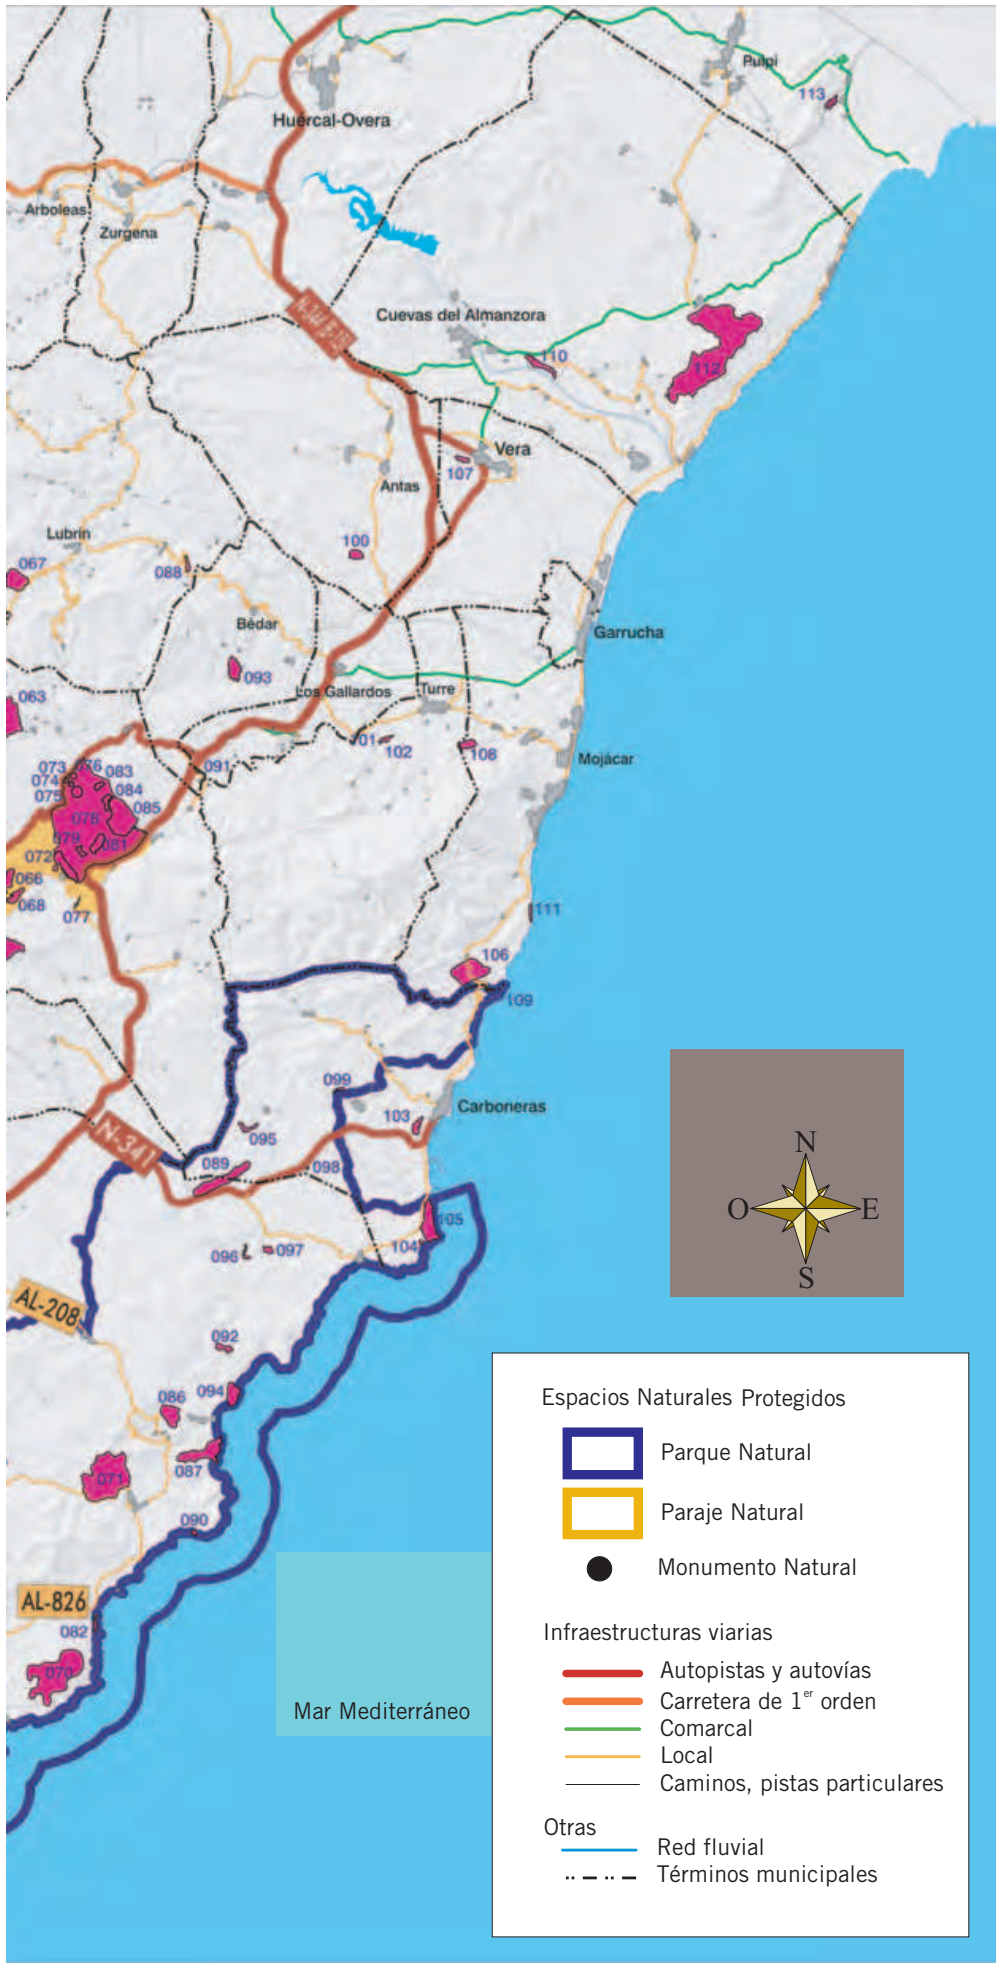 Pulpi
113
Huércal-Overa
Arboleas
Zurgena
Cuevas del Almanzora
110
112
Vera
107
Antas
Lubrín
100
067
088
Bédar
Garrucha
093
063
Los Gallardos
Turre
101
102
108
Mojácar
091
073
076
083
074
084
075
085
078
079
081
072
066
068
077
111
106
109
099
Carboneras
103
095
N-341
089
098
105
104
096
097
AL-208
092
094
086
087
071
090
AL-826
082
070
N
O
E
S
Mar Mediterráneo
Espacios Naturales Protegidos
Parque Natural
Paraje Natural
Monumento Natural
Infraestructuras viarias
Autopistas y autovías
Carretera de 1er orden
Comarcal
Local
Caminos, pistas particulares
Otras
Red fluvial
Términos municipales